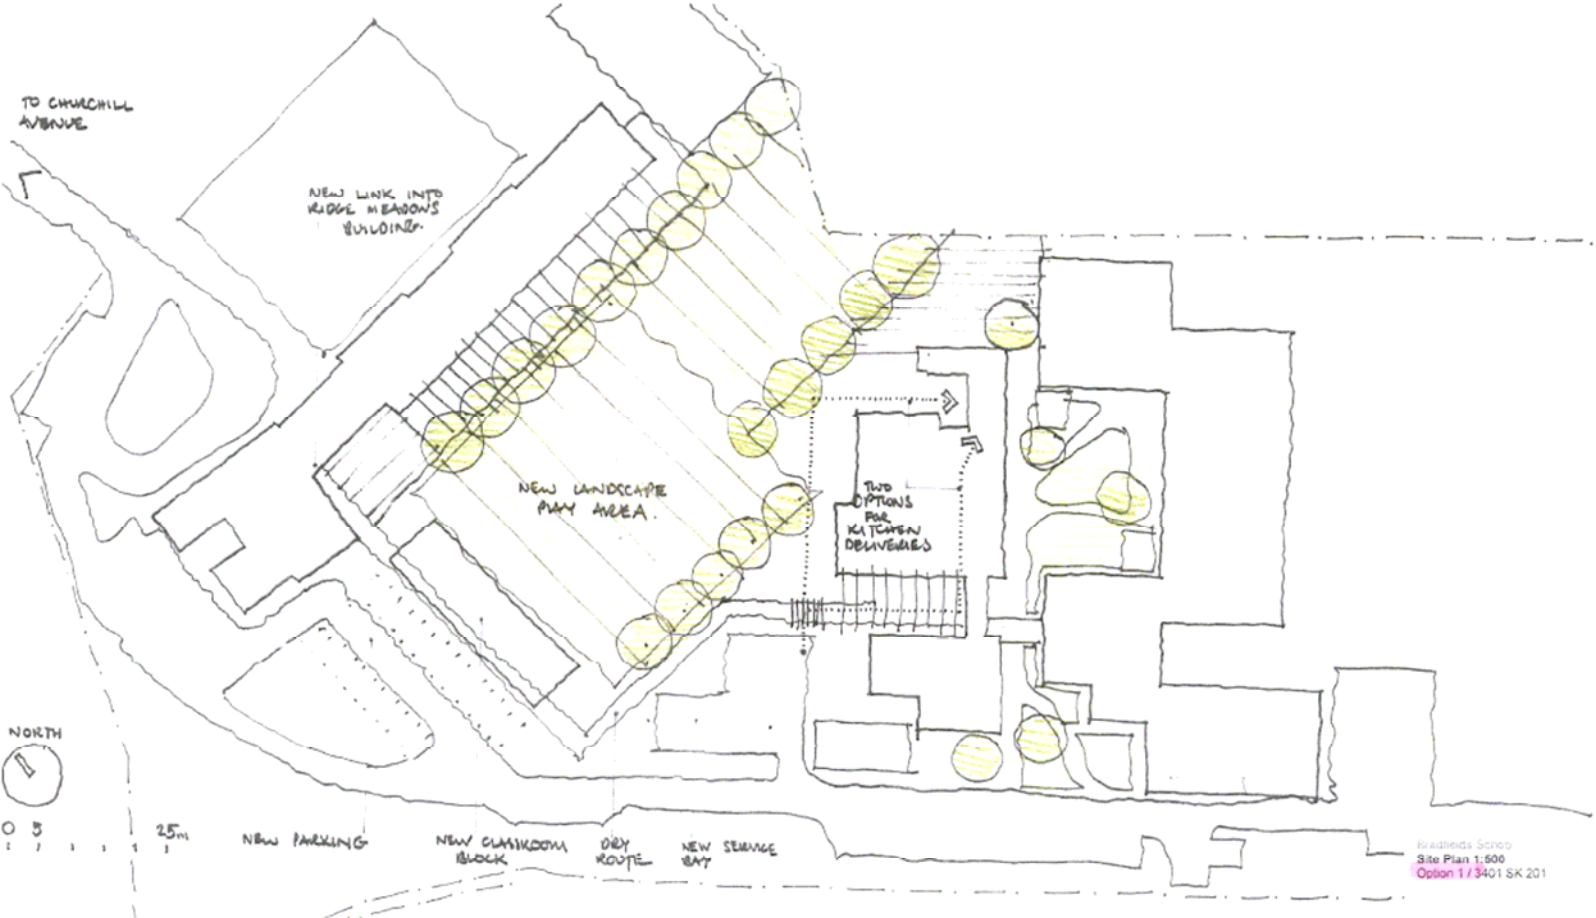 TO CHURCHILL
AVENUE
NEW LINK INTO
RIDGE MEADOWS
BUILDING.
NEW LANDSCAPE
PLAY AREA.
TWO
OPTIONS
FOR
KITCHEN
DELIVERIES
NORTH
0 5 25m
NEW PARKING
NEW CLASSROOM
BLOCK
DRY
ROUTE
NEW SERVICE
BAY
Bradfields School
Site Plan 1:500
Option 1 / 3401 SK 201